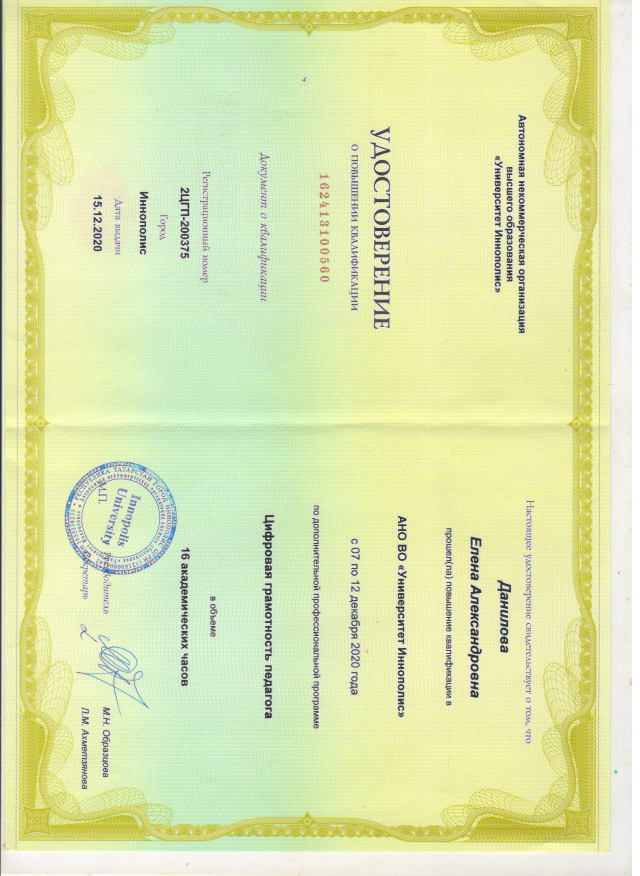 Автономная некоммерческая организация
высшего образования
«Университет Иннополис»
УДОСТОВЕРЕНИЕ
О ПОВЫШЕНИИ КВАЛИФИКАЦИИ
162413100560
Документ о квалификации
Регистрационный номер
2ЦГП-200375
Город
Иннополис
Дата выдачи
15.12.2020
Настоящее удостоверение свидетельствует о том, что
Данилова
Елена Александровна
прошел(ла) повышение квалификации в
АНО ВО «Университет Иннополис»
с 07 по 12 декабря 2020 года
по дополнительной профессиональной программе
Цифровая грамотность педагога
в объеме
16 академических часов
М.П.
Innopolis
University
М.Н. Образцова
Л.М. Ахметзянова